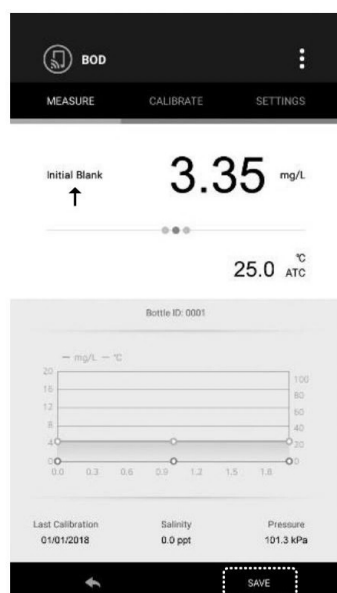 BOD
MEASURE CALIBRATE SETTINGS
Initial Blank 3.35 mg/L
°C
25.0 ATC
Bottle ID: 0001
mg/L °C
20 100
16 80
12 60
8 40
4 20
0 0
0.0 0.3 0.6 0.9 1.2 1.5 1.8
Last Calibration Salinity Pressure
01/01/2018 0.0 ppt 101.3 kPa
SAVE